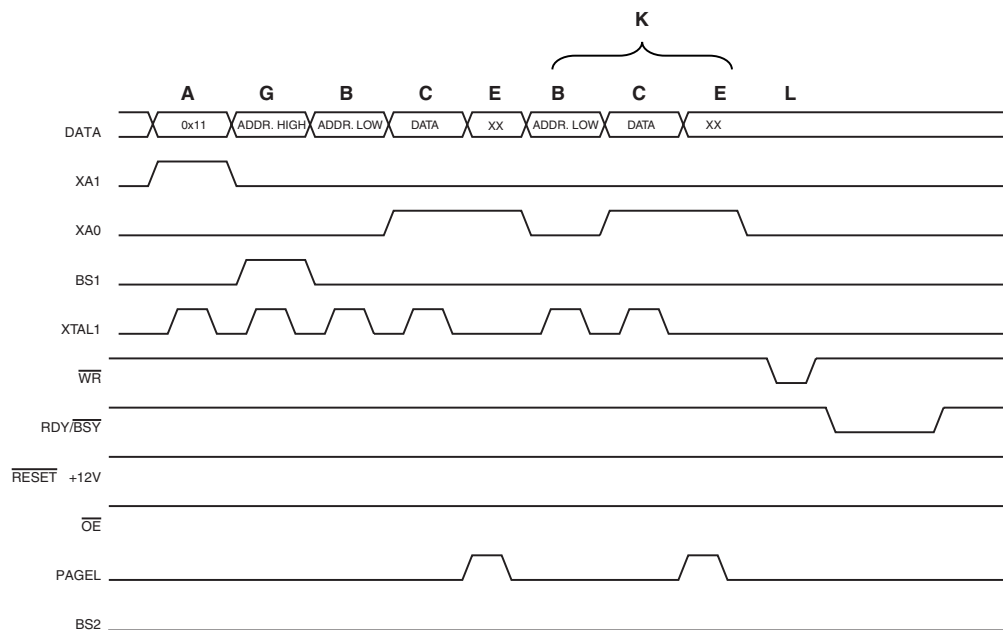 K
A G B C E B C E L
DATA 0x11 ADDR. HIGH ADDR. LOW DATA XX ADDR. LOW DATA XX
XA1
XA0
BS1
XTAL1
WR
RDY/BSY
RESET +12V
OE
PAGEL
BS2